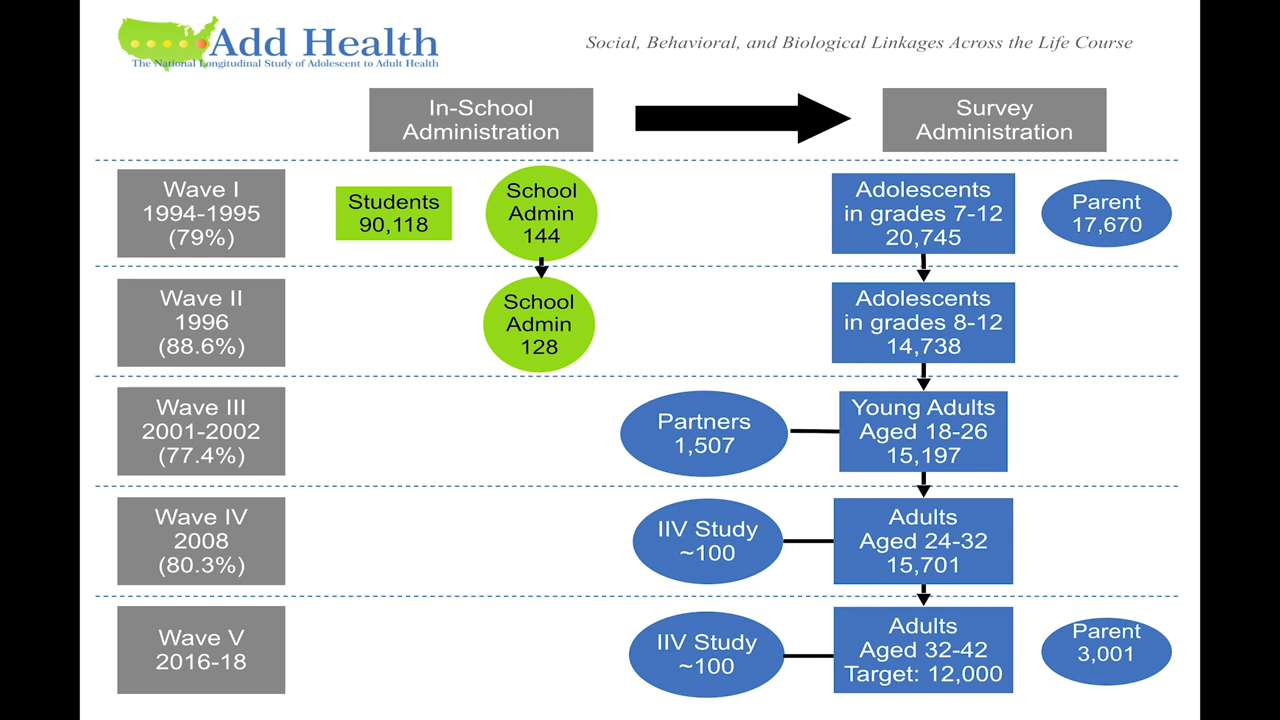 Add Health
The National Longitudinal Study of Adolescent to Adult Health
Social, Behavioral, and Biological Linkages Across the Life Course
In-School
Administration
Survey
Administration
Wave I
1994-1995
(79%)
Students
90,118
School
Admin
144
Adolescents
in grades 7-12
20,745
Parent
17,670
Wave II
1996
(88.6%)
School
Admin
128
Adolescents
in grades 8-12
14,738
Wave III
2001-2002
(77.4%)
Partners
1,507
Young Adults
Aged 18-26
15,197
Wave IV
2008
(80.3%)
IIV Study
~100
Adults
Aged 24-32
15,701
Wave V
2016-18
IIV Study
~100
Adults
Aged 32-42
Target: 12,000
Parent
3,001